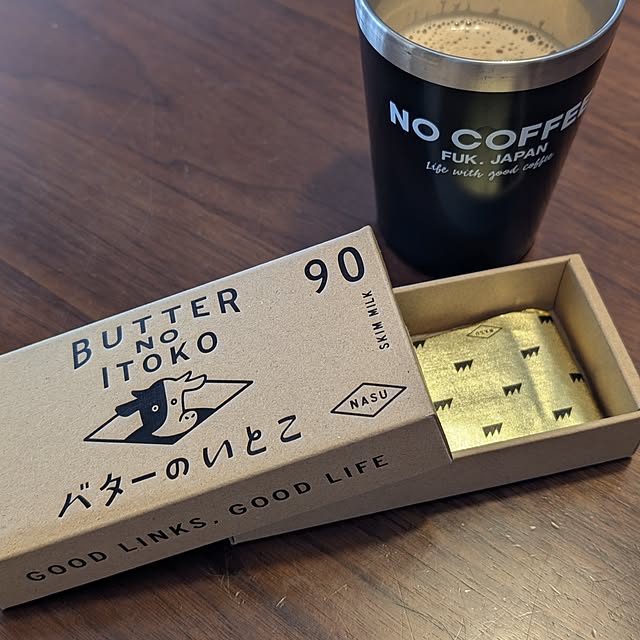 NO COFFEE
FUK. JAPAN
Life with good coffee
90
SKIM MILK
BUTTER
NO
ITOKO
NASU
バターのいとこ
GOOD LINKS. GOOD LIFE